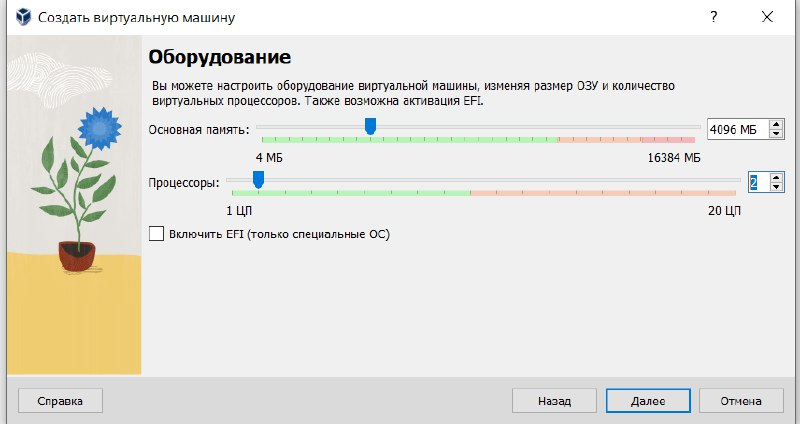 Создать виртуальную машину
Оборудование
Вы можете настроить оборудование виртуальной машины, изменяя размер ОЗУ и количество
виртуальных процессоров. Также возможна активация EFI.
Основная память: 4096 МБ
4 МБ 16384 МБ
Процессоры: 2
1 ЦП 20 ЦП
Включить EFI (только специальные ОС)
Справка Назад Далее Отмена